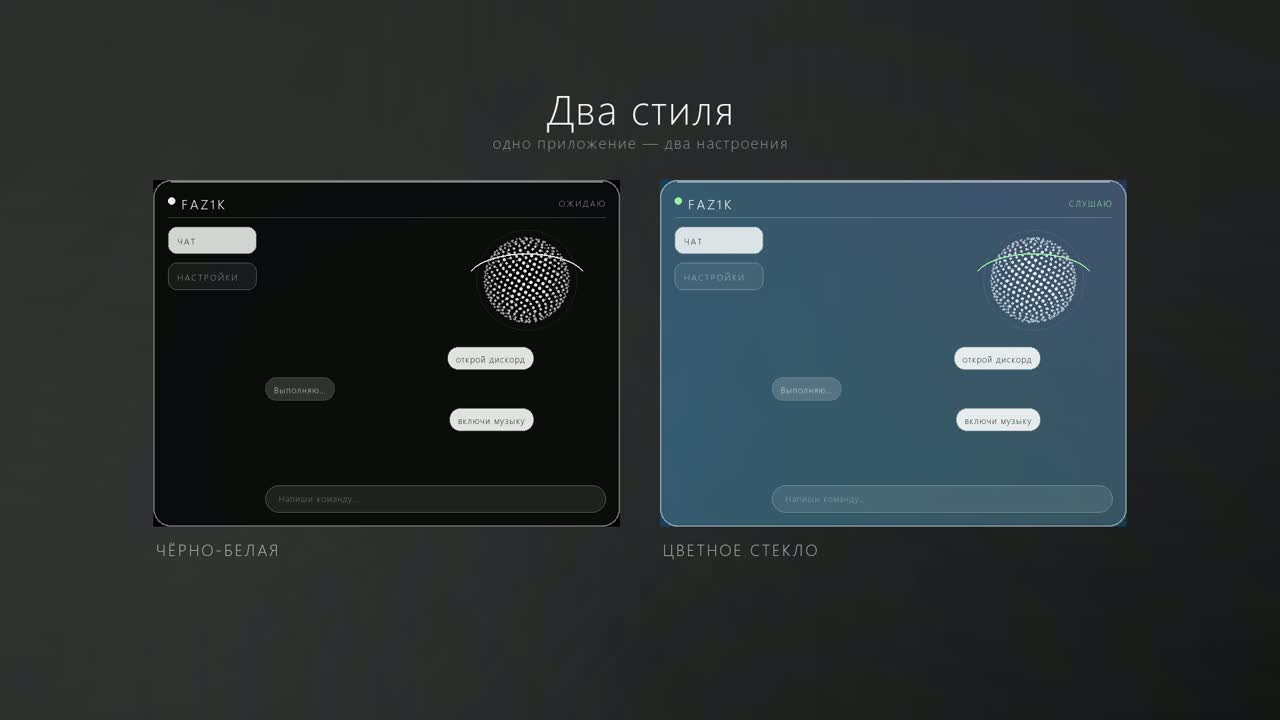 Два стиля
одно приложение — два настроения
FAZ1K
ОЖИДАЮ
ЧАТ
НАСТРОЙКИ
открой дискорд
Выполняю...
включи музыку
Напиши команду...
ЧЁРНО-БЕЛАЯ
FAZ1K
СЛУШАЮ
ЧАТ
НАСТРОЙКИ
открой дискорд
Выполняю...
включи музыку
Напиши команду...
ЦВЕТНОЕ СТЕКЛО